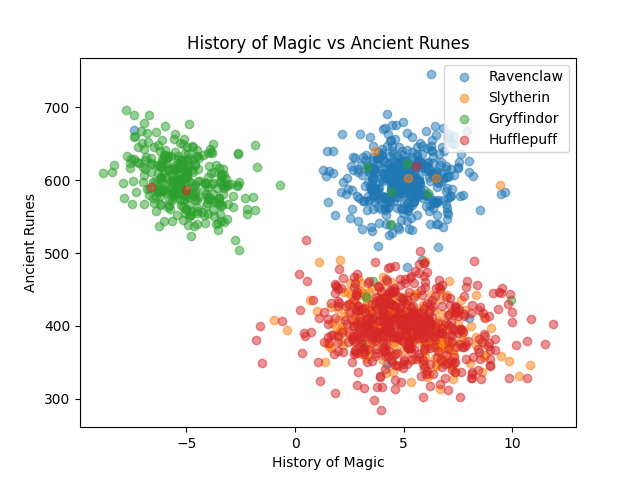 History of Magic vs Ancient Runes
Ravenclaw
Slytherin
Gryffindor
Hufflepuff
Ancient Runes
700
600
500
400
300
−5
0
5
10
History of Magic